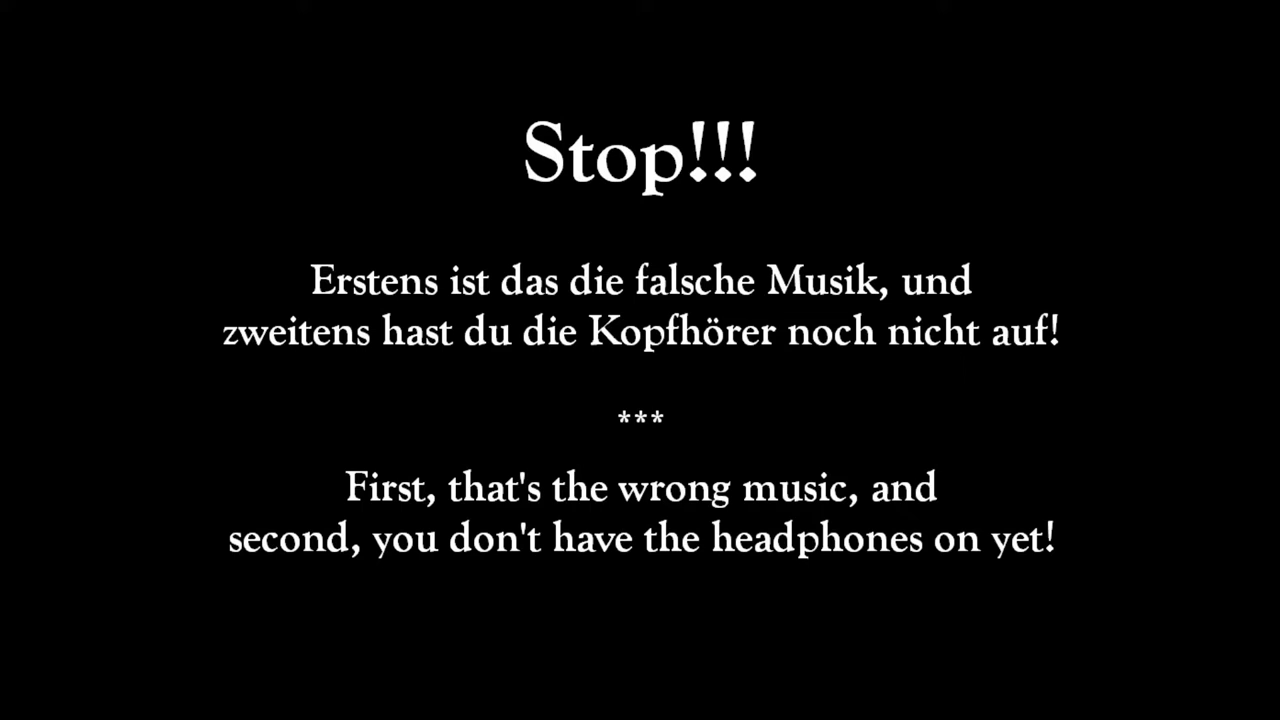 Stop!!!
Erstens ist das die falsche Musik, und
zweitens hast du die Kopfhörer noch nicht auf!
***
First, that's the wrong music, and
second, you don't have the headphones on yet!